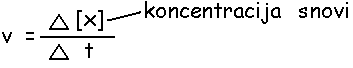 △ [x] koncentracija snovi
v =
△ t